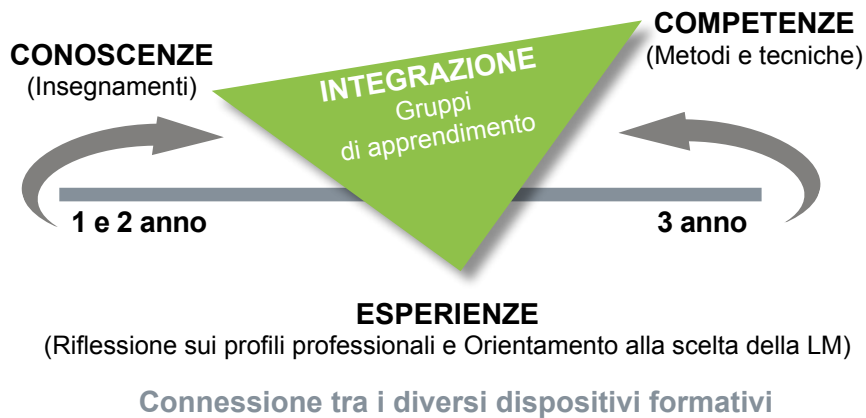 CONOSCENZE
(Insegnamenti)
COMPETENZE
(Metodi e tecniche)
INTEGRAZIONE
Gruppi
di apprendimento
1 e 2 anno
3 anno
ESPERIENZE
(Riflessione sui profili professionali e Orientamento alla scelta della LM)
Connessione tra i diversi dispositivi formativi